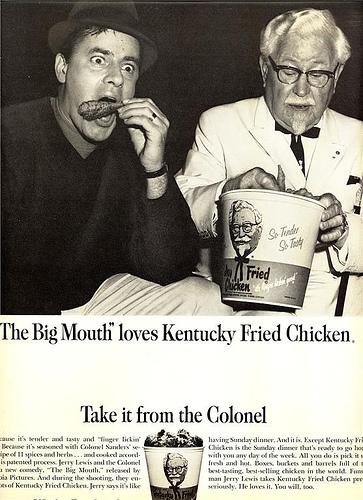 So Tender
So Tasty
Fried
Chicken
"it's finger lickin' good"
The Big Mouth" loves Kentucky Fried Chicken.
Take it from the Colonel
cause it's tender and tasty and "finger lickin'
Because it's seasoned with Colonel Sanders' se-
ipe of 11 spices and herbs . . . and cooked accord-
is patented process. Jerry Lewis and the Colonel
a new comedy, "The Big Mouth," released by
ia Pictures. And during the shooting, they en-
ots of Kentucky Fried Chicken. Jerry says it's like
having Sunday dinner. And it is. Except Kentucky Fri
Chicken is the Sunday dinner that's ready to go ho
with you any day of the week. All you do is pick it
fresh and hot. Boxes, buckets and barrels full of
best-tasting, best-selling chicken in the world. Fun
man Jerry Lewis takes Kentucky Fried Chicken
seriously. He loves it. You will, too.